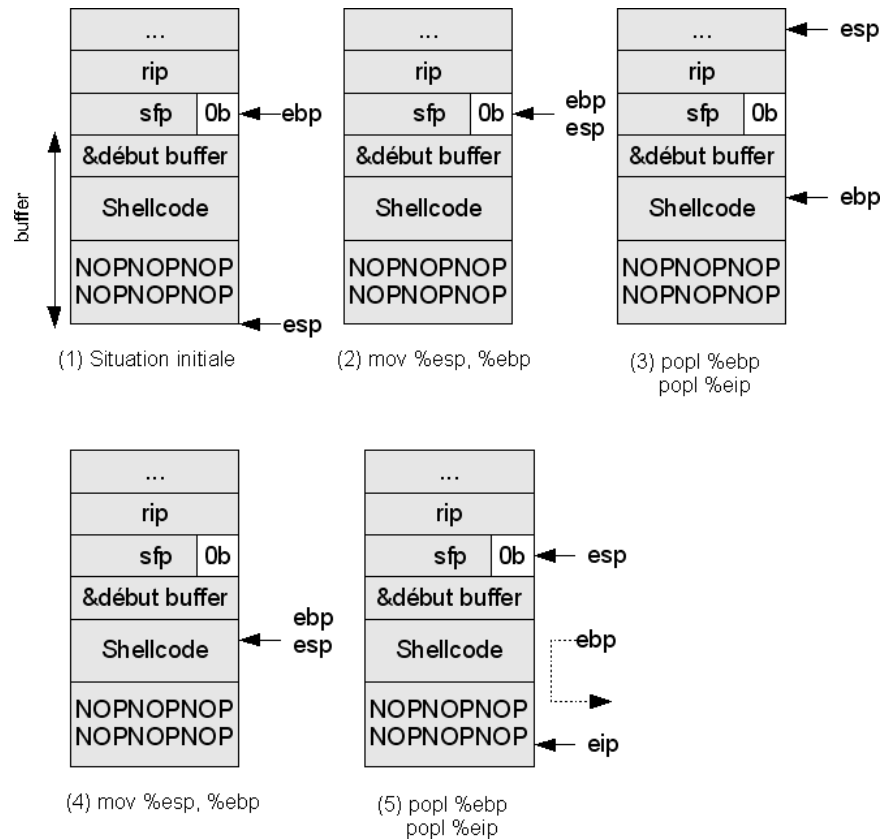 ...
rip
sfp 0b
&début buffer
Shellcode
NOPNOPNOP
NOPNOPNOP
buffer
ebp
esp
(1) Situation initiale
...
rip
sfp 0b
&début buffer
Shellcode
NOPNOPNOP
NOPNOPNOP
ebp
esp
(2) mov %esp, %ebp
...
rip
sfp 0b
&début buffer
Shellcode
NOPNOPNOP
NOPNOPNOP
esp
ebp
(3) popl %ebp
popl %eip
...
rip
sfp 0b
&début buffer
Shellcode
NOPNOPNOP
NOPNOPNOP
ebp
esp
(4) mov %esp, %ebp
...
rip
sfp 0b
&début buffer
Shellcode
NOPNOPNOP
NOPNOPNOP
esp
ebp
eip
(5) popl %ebp
popl %eip